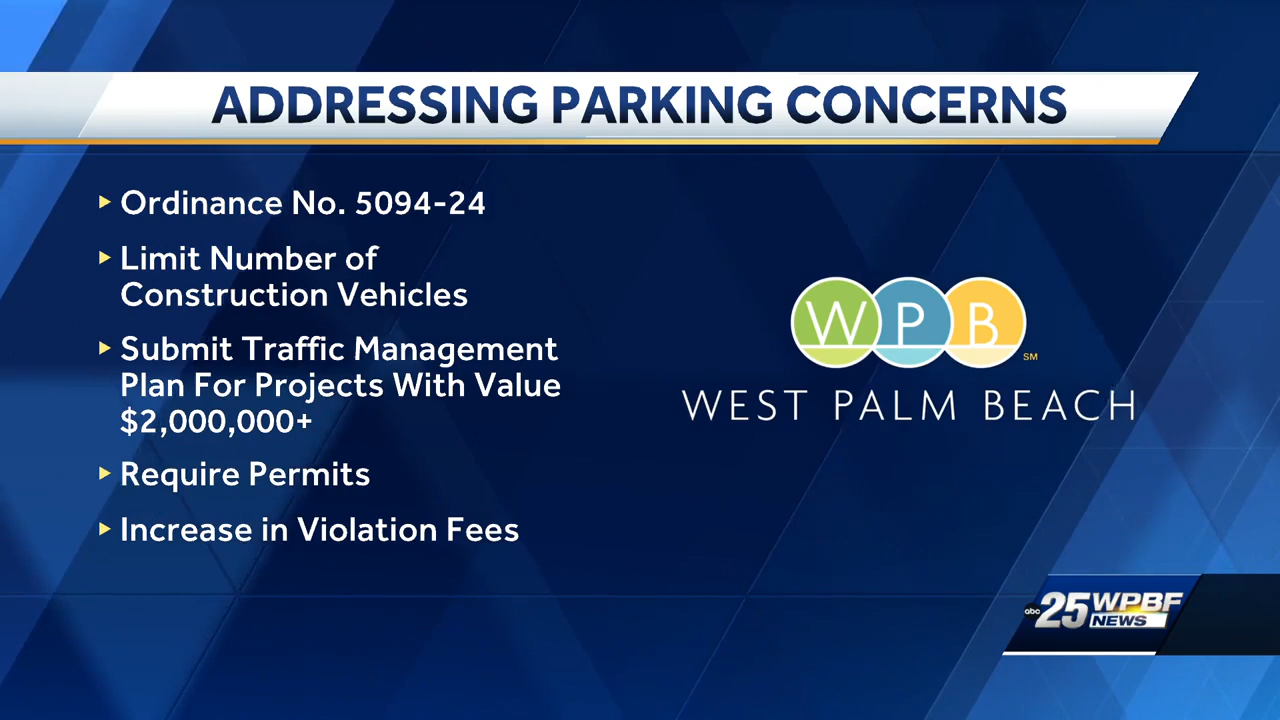 ADDRESSING PARKING CONCERNS
Ordinance No. 5094-24
Limit Number of
Construction Vehicles
Submit Traffic Management
Plan For Projects With Value
$2,000,000+
Require Permits
Increase in Violation Fees
WPB
SM
WEST PALM BEACH
abc 25 WPBF
NEWS